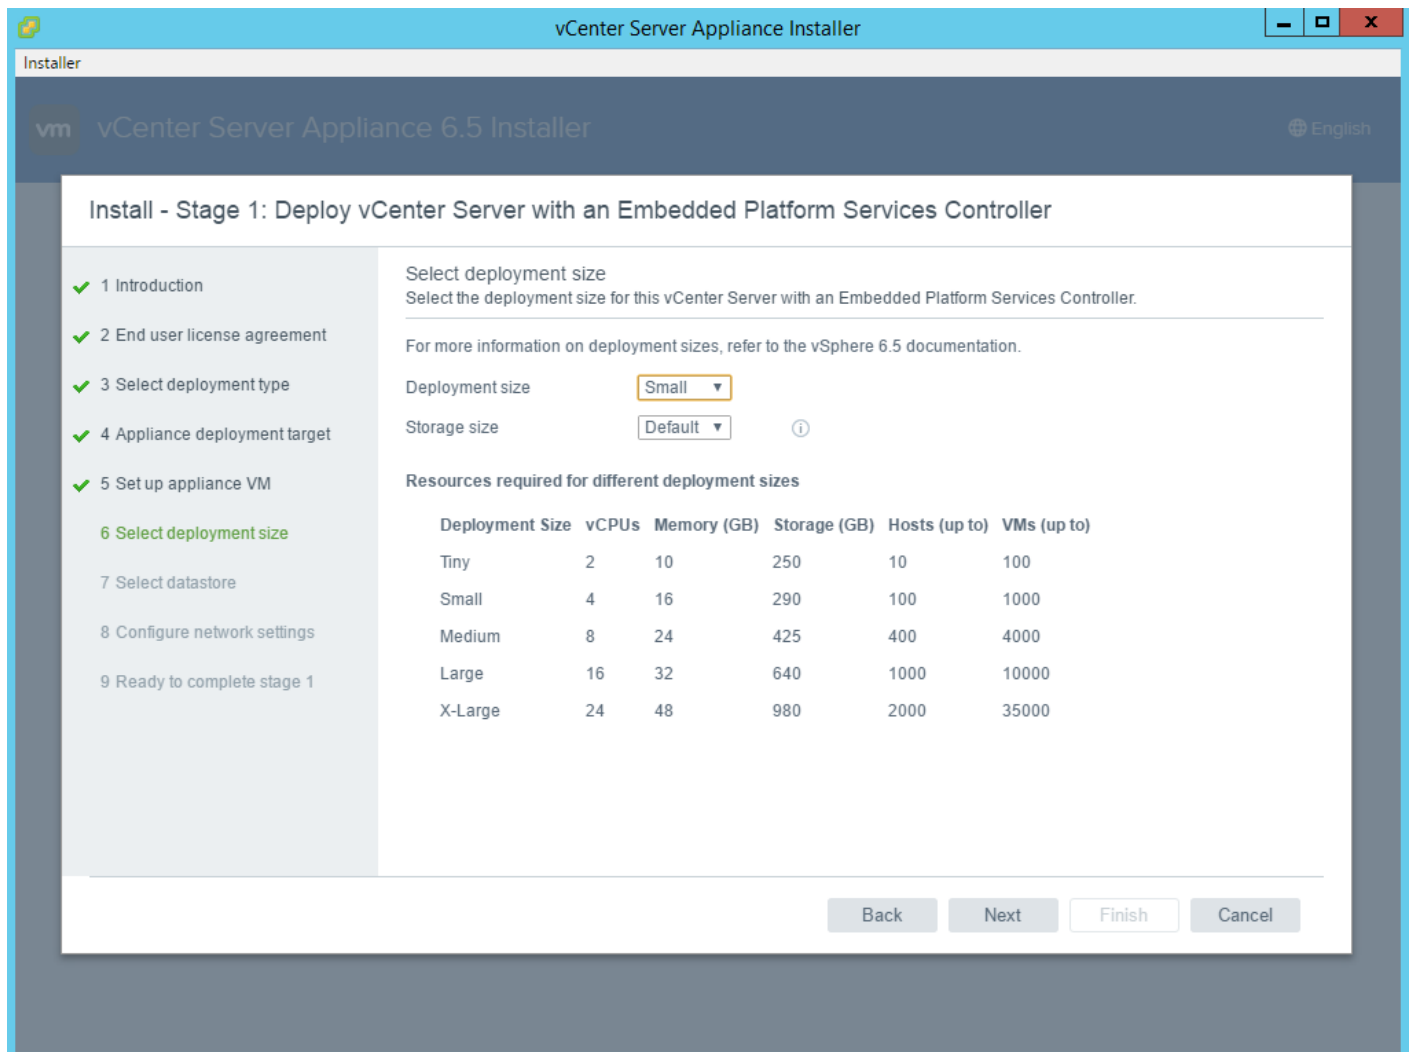 vCenter Server Appliance Installer
Installer
vm vCenter Server Appliance 6.5 Installer English
Install - Stage 1: Deploy vCenter Server with an Embedded Platform Services Controller
1 Introduction
2 End user license agreement
3 Select deployment type
4 Appliance deployment target
5 Set up appliance VM
6 Select deployment size
7 Select datastore
8 Configure network settings
9 Ready to complete stage 1
Select deployment size
Select the deployment size for this vCenter Server with an Embedded Platform Services Controller.
For more information on deployment sizes, refer to the vSphere 6.5 documentation.
Deployment size Small
Storage size Default
Resources required for different deployment sizes
Deployment Size vCPUs Memory (GB) Storage (GB) Hosts (up to) VMs (up to)
Tiny 2 10 250 10 100
Small 4 16 290 100 1000
Medium 8 24 425 400 4000
Large 16 32 640 1000 10000
X-Large 24 48 980 2000 35000
Back Next Finish Cancel